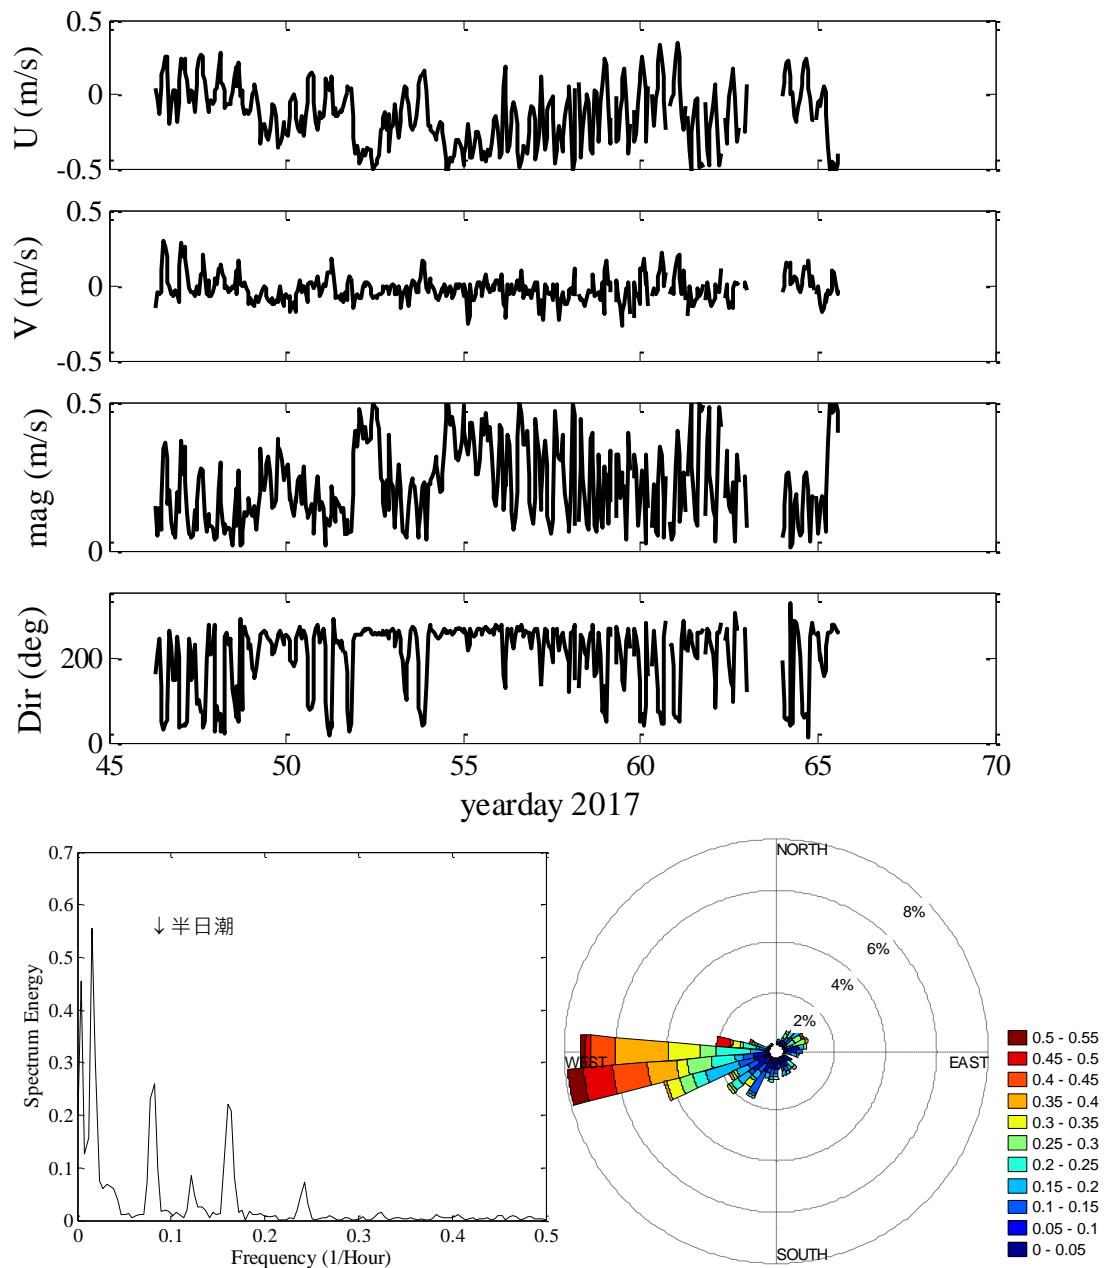 0.5
0
-0.5
U (m/s)
0.5
0
-0.5
V (m/s)
0.5
0
mag (m/s)
200
0
Dir (deg)
45 50 55 60 65 70
yearday 2017
0.7
0.6
0.5
0.4
0.3
0.2
0.1
0
Spectrum Energy
↓半日潮
0 0.1 0.2 0.3 0.4 0.5
Frequency (1/Hour)
NORTH
8%
6%
4%
2%
WEST
EAST
SOUTH
0.5 - 0.55
0.45 - 0.5
0.4 - 0.45
0.35 - 0.4
0.3 - 0.35
0.25 - 0.3
0.2 - 0.25
0.15 - 0.2
0.1 - 0.15
0.05 - 0.1
0 - 0.05